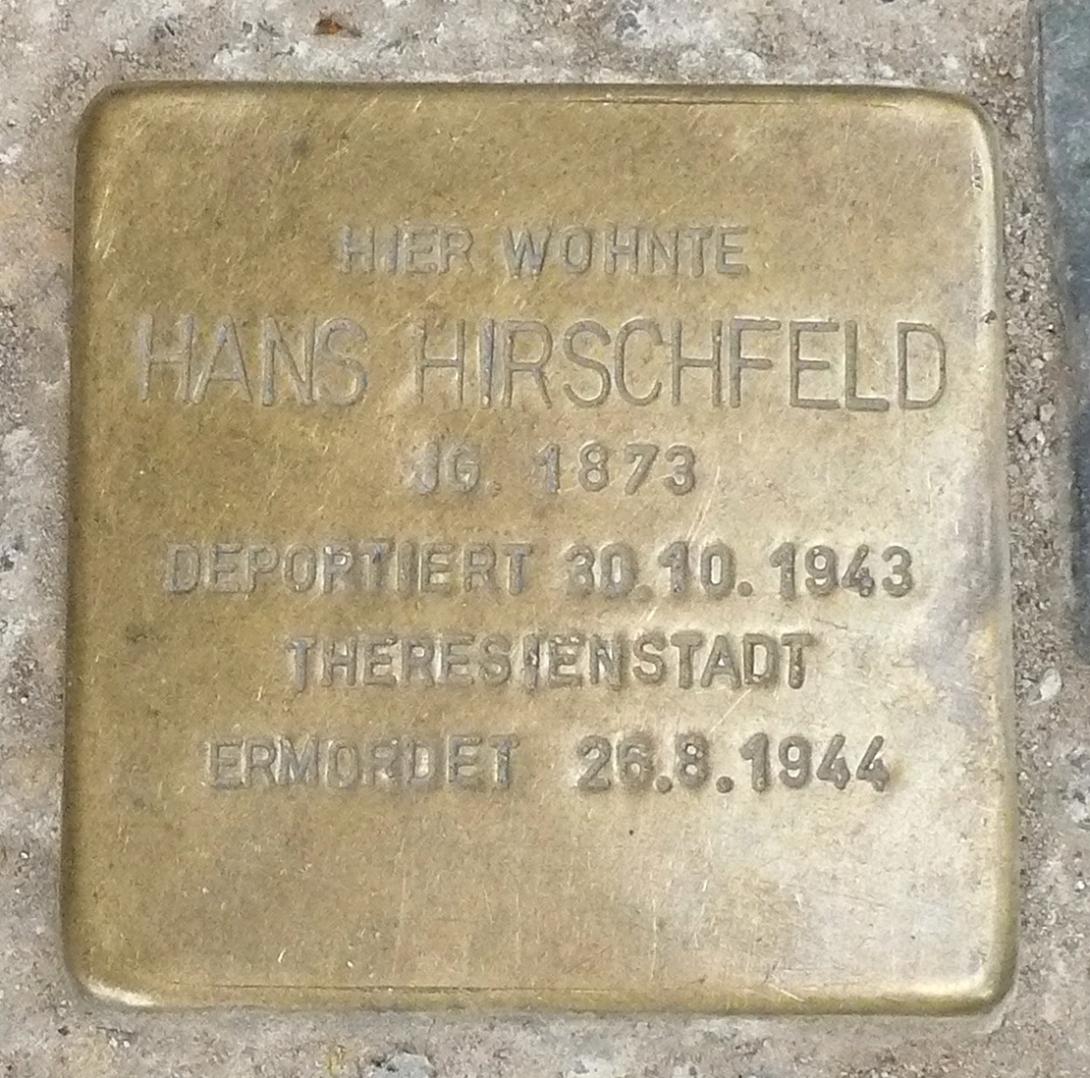 HIER WOHNTE
HANS HIRSCHFELD
JG. 1873
DEPORTIERT 30.10.1943
THERESIENSTADT
ERMORDET 26.8.1944